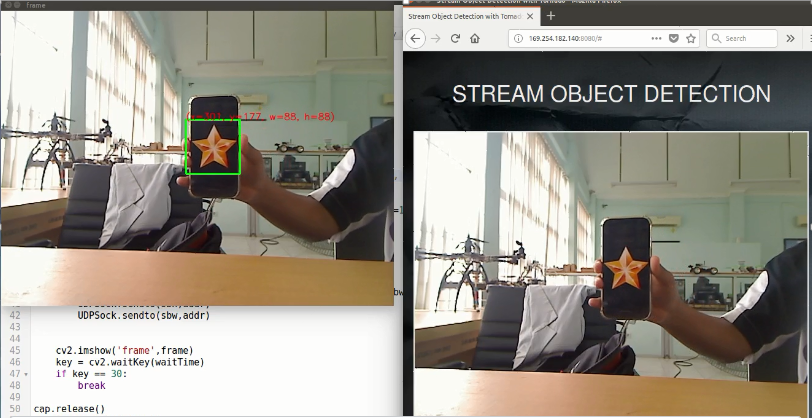 frame
(x=301, y=177, w=88, h=88)
42 UDPSock.sendto(sbw,addr)
43
44
45 cv2.imshow('frame',frame)
46 key = cv2.waitKey(waitTime)
47 if key == 30:
48 break
49
50 cap.release()
Stream Object Detection with Tornado - Mozilla Firefox
Stream Object Detection with Tornad
169.254.182.140:8080/#
Search
STREAM OBJECT DETECTION